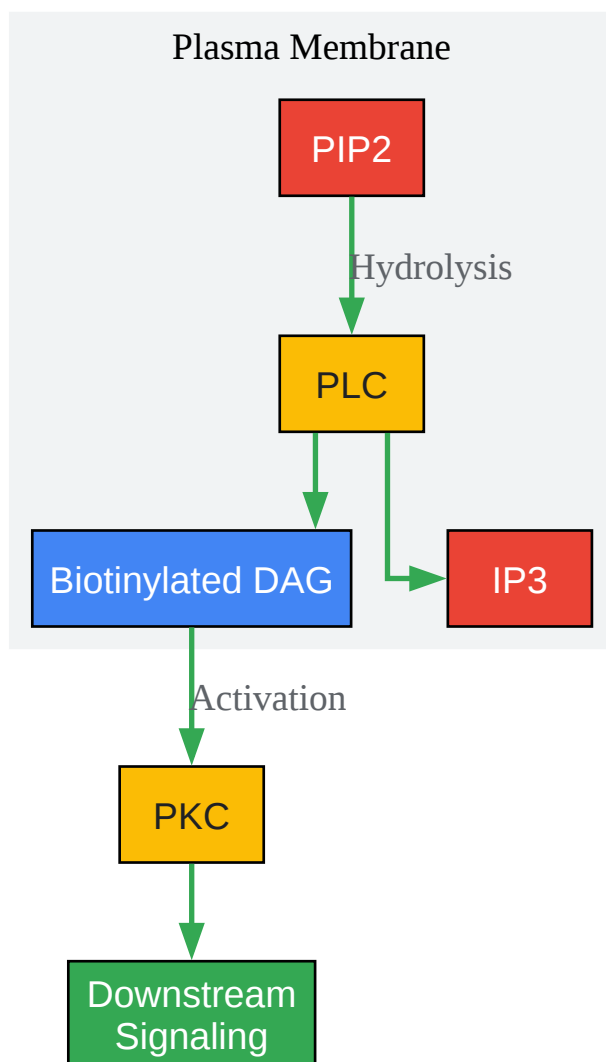 Plasma Membrane
PIP2
Hydrolysis
PLC
Biotinylated DAG
IP3
Activation
PKC
Downstream
Signaling